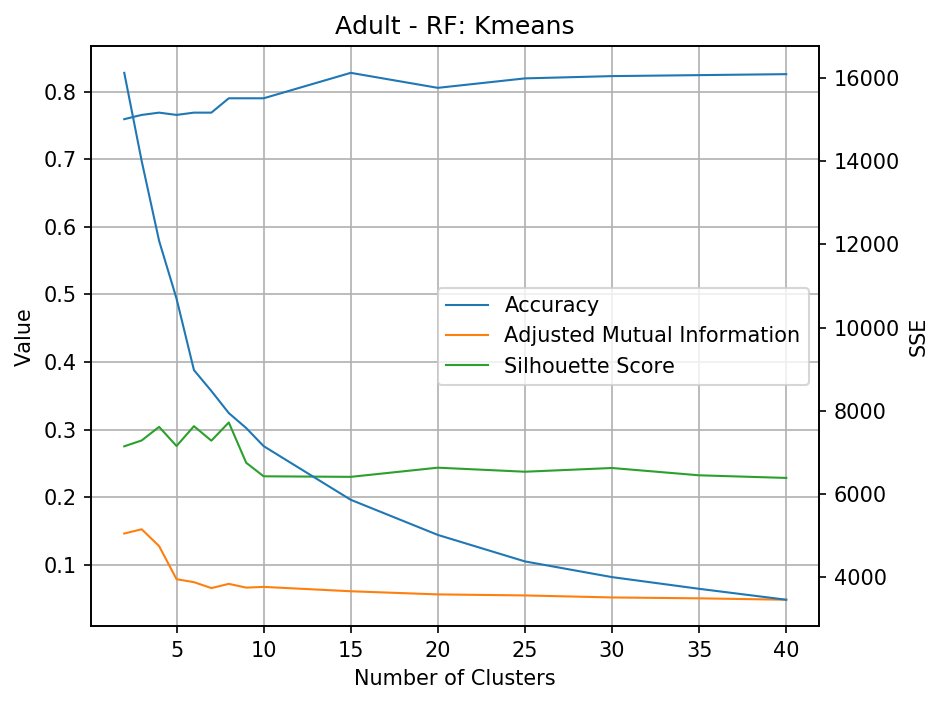 Adult - RF: Kmeans
0.8
0.7
0.6
0.5
0.4
0.3
0.2
0.1
Value
16000
14000
12000
10000
8000
6000
4000
SSE
Accuracy
Adjusted Mutual Information
Silhouette Score
5 10 15 20 25 30 35 40
Number of Clusters